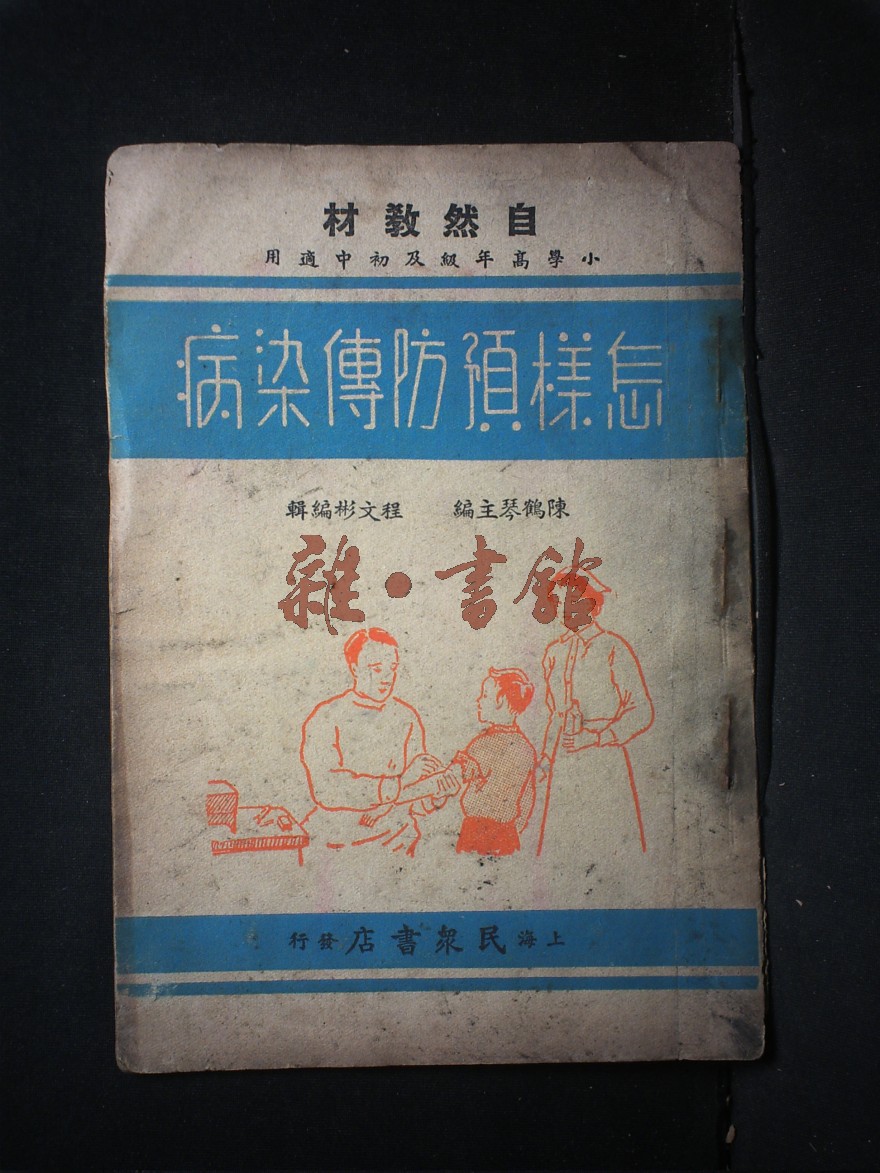 自然教材
小學高年級及初中適用
怎樣預防傳染病
陳鶴琴主編　程文彬編輯
雜·書館
上海民眾書店發行